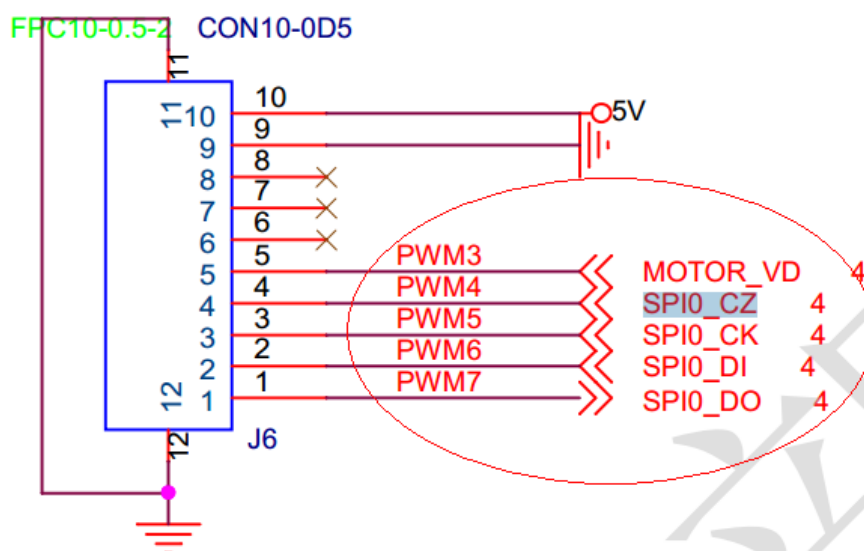 FPC10-0.5-2 CON10-0D5
11
11
10 10 5V
9 9
8 8
7 7
6 6
5 5 PWM3 MOTOR_VD 4
4 4 PWM4 SPI0_CZ 4
3 3 PWM5 SPI0_CK 4
2 2 PWM6 SPI0_DI 4
1 1 PWM7 SPI0_DO 4
12
12
J6